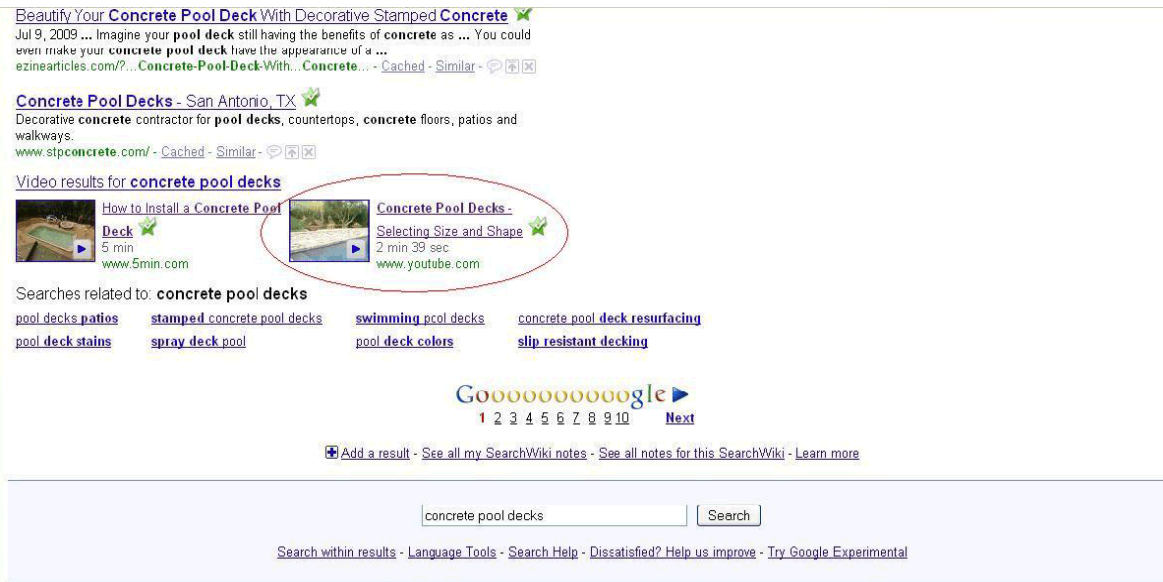 Beautify Your Concrete Pool Deck With Decorative Stamped Concrete
Jul 9, 2009 ... Imagine your pool deck still having the benefits of concrete as ... You could
even make your concrete pool deck have the appearance of a ...
ezinearticles.com/?...Concrete-Pool-Deck-With...Concrete... - Cached - Similar -
Concrete Pool Decks - San Antonio, TX
Decorative concrete contractor for pool decks, countertops, concrete floors, patios and
walkways.
www.stpconcrete.com/ - Cached - Similar -
Video results for concrete pool decks
How to Install a Concrete Pool
Deck
5 min
www.5min.com
Concrete Pool Decks -
Selecting Size and Shape
2 min 39 sec
www.youtube.com
Searches related to: concrete pool decks
pool decks patios stamped concrete pool decks swimming pool decks concrete pool deck resurfacing
pool deck stains spray deck pool pool deck colors slip resistant decking
Goooooooooogle
1 2 3 4 5 6 7 8 9 10 Next
Add a result - See all my SearchWiki notes - See all notes for this SearchWiki - Learn more
concrete pool decks Search
Search within results - Language Tools - Search Help - Dissatisfied? Help us improve - Try Google Experimental